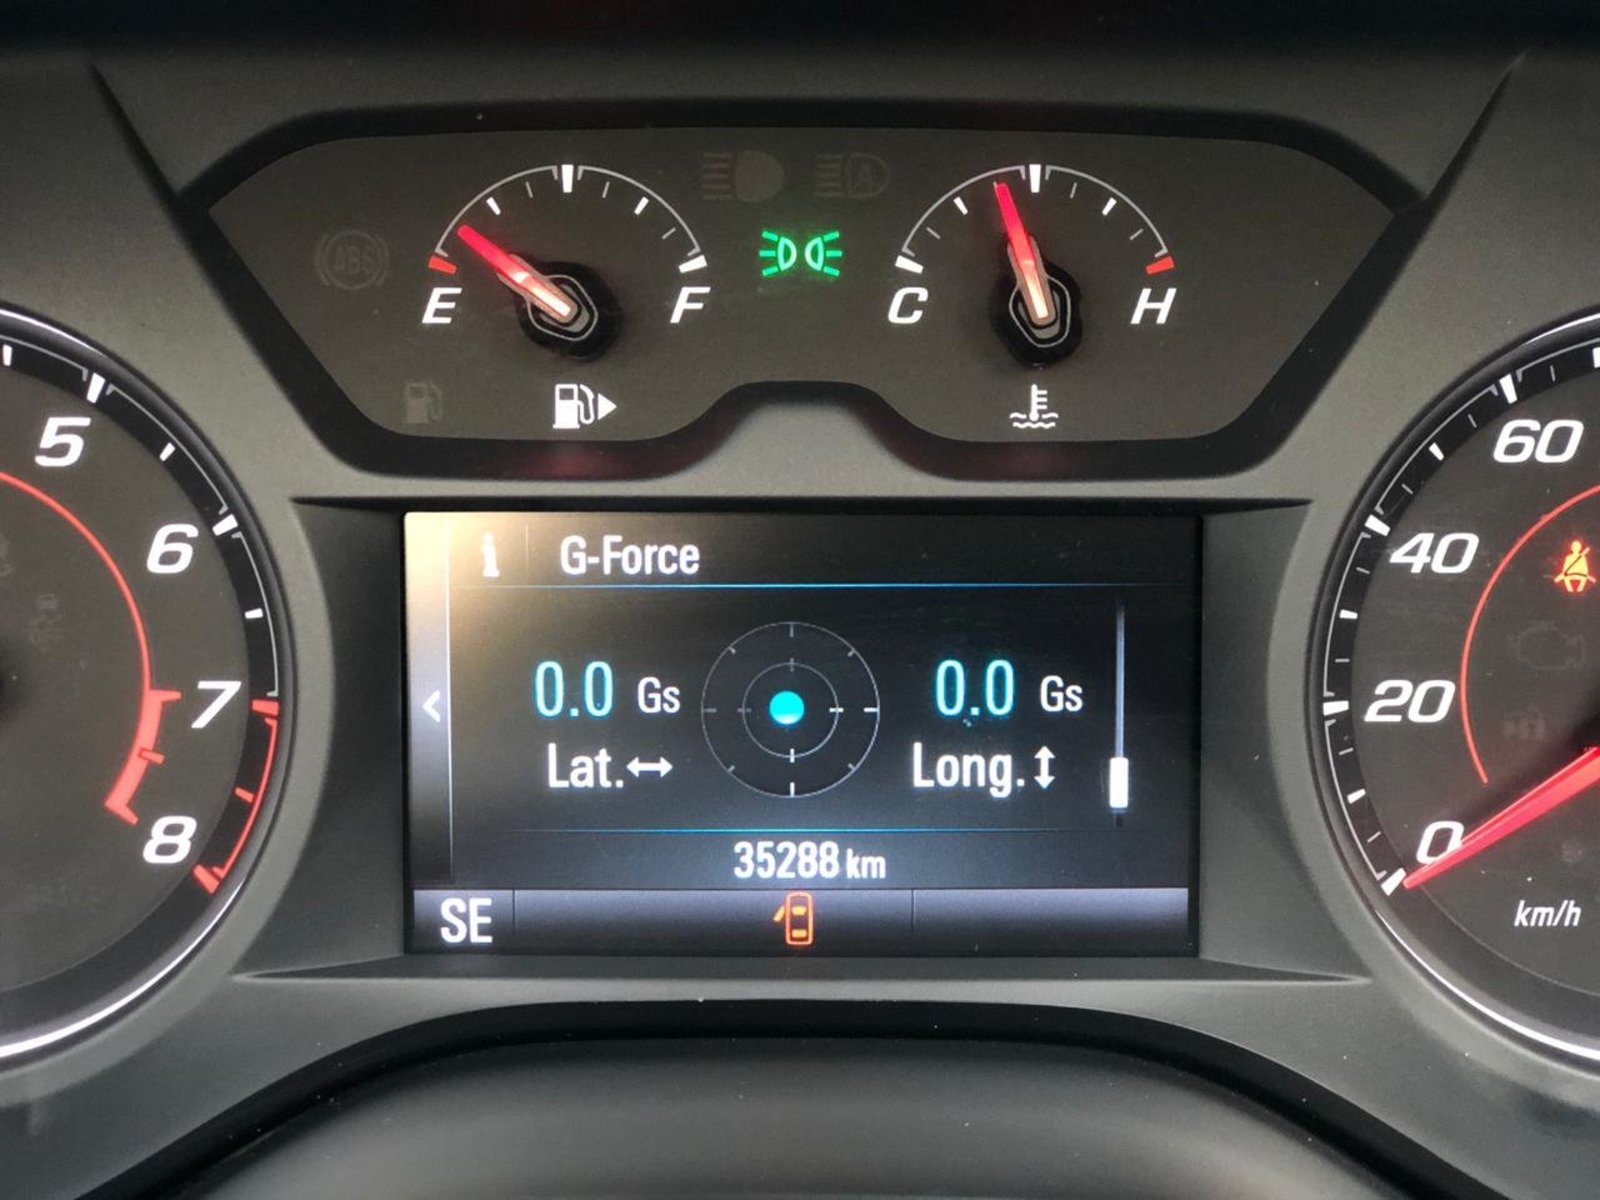 ABS
E
F
C
H
5
6
7
8
i G-Force
0.0 Gs
Lat.
0.0 Gs
Long.
35288 km
SE
60
40
20
0
km/h